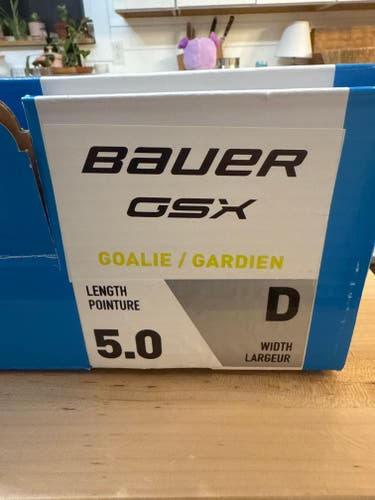 BAUER
GSX
GOALIE / GARDIEN
LENGTH
POINTURE
5.0
D
WIDTH
LARGEUR